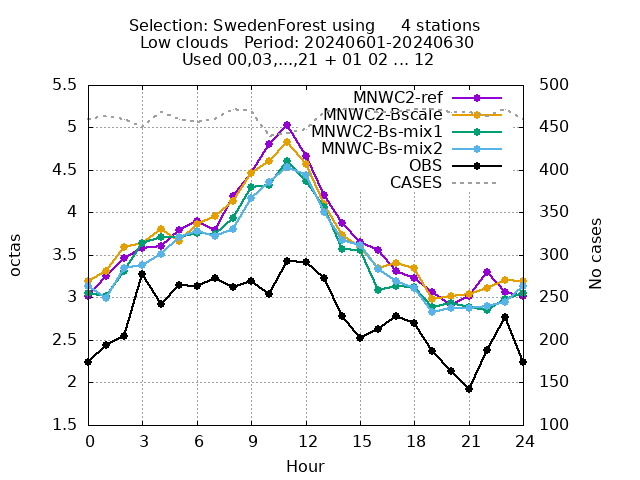 Selection: SwedenForest using     4 stations
Low clouds   Period: 20240601-20240630
Used 00,03,...,21 + 01 02 ... 12
5.5
5
4.5
4
3.5
3
2.5
2
1.5
500
450
400
350
300
250
200
150
100
0
3
6
9
12
15
18
21
24
octas
No cases
Hour
MNWC2-ref
MNWC2-Bscale
MNWC2-Bs-mix1
MNWC-Bs-mix2
OBS
CASES